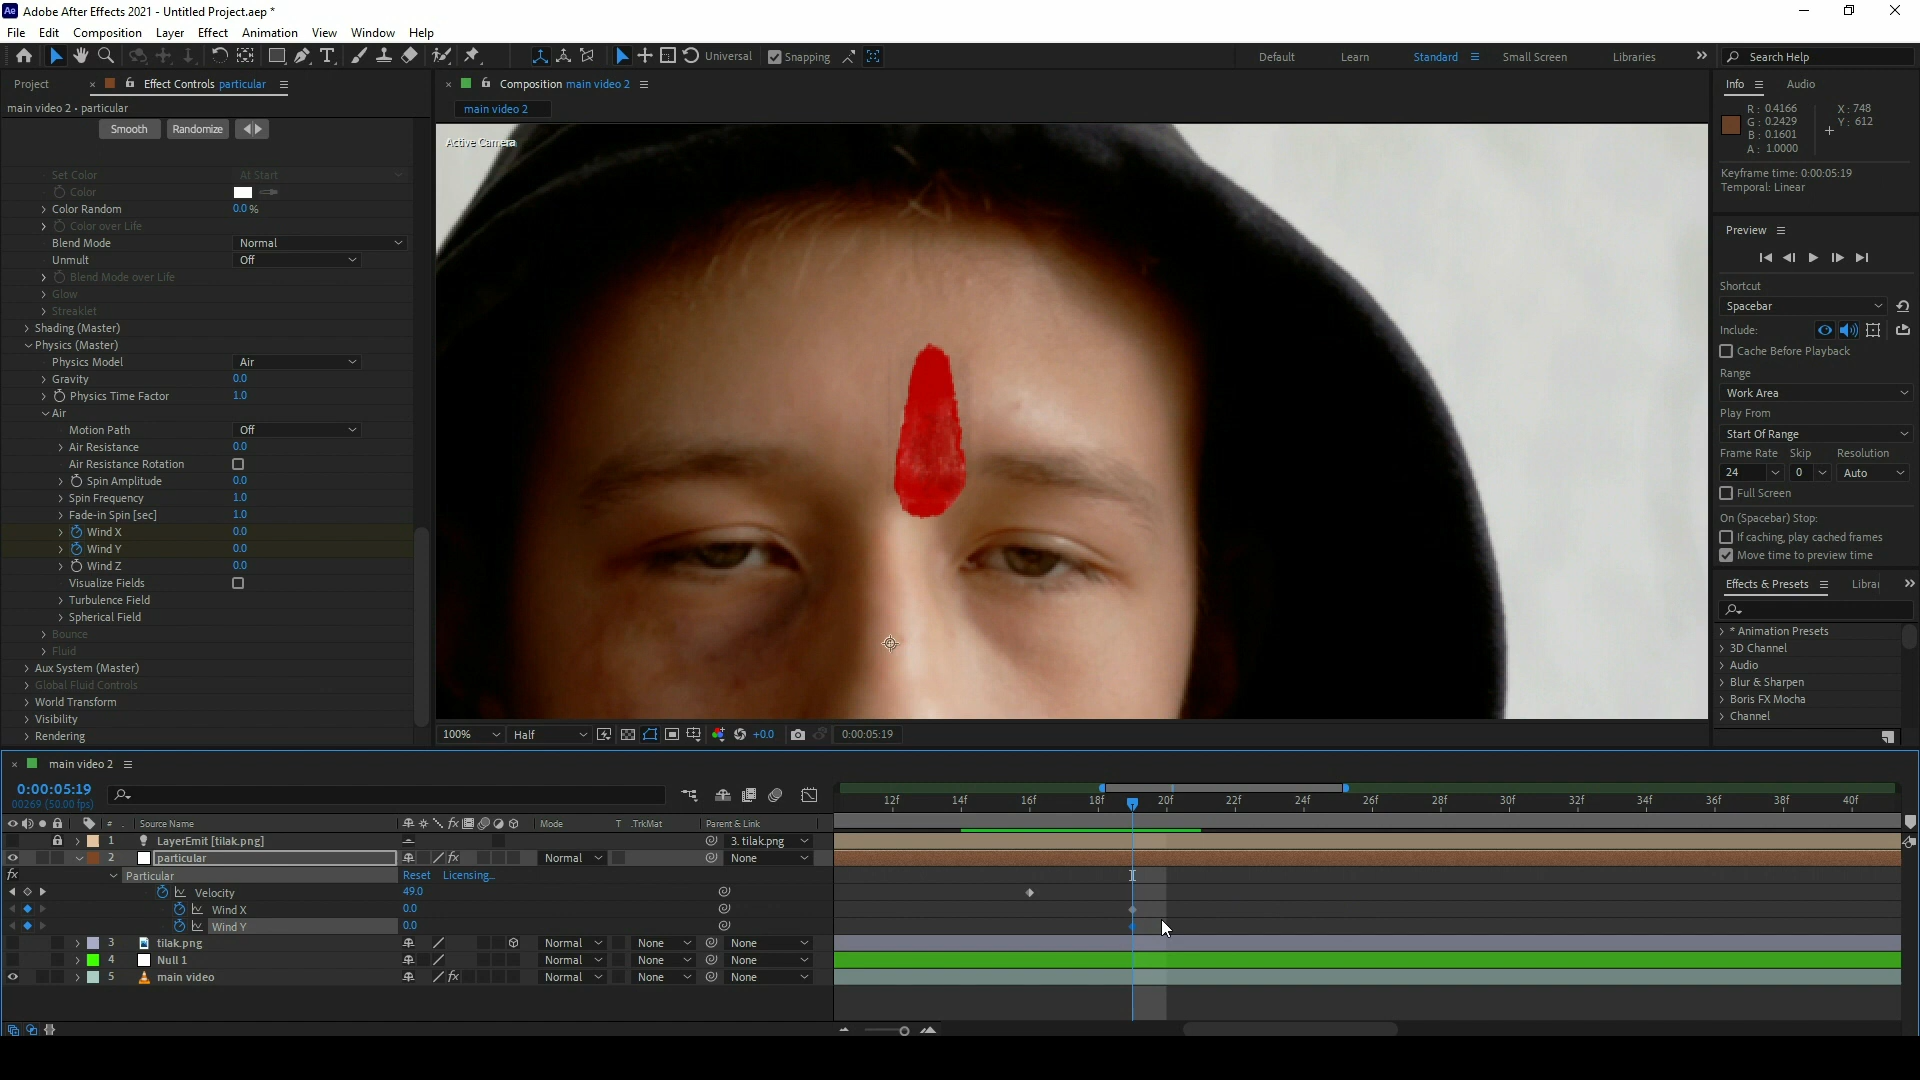 Adobe After Effects 2021 - Untitled Project.aep *
File Edit Composition Layer Effect Animation View Window Help
Universal Snapping Default Learn Standard Small Screen Libraries Search Help
Project Effect Controls particular
main video 2 • particular
Smooth Randomize
Set Color At Start
Color
Color Random 0.0 %
Color over Life
Blend Mode Normal
Unmult Off
Blend Mode over Life
Glow
Streaklet
Shading (Master)
Physics (Master)
Physics Model Air
Gravity 0.0
Physics Time Factor 1.0
Air
Motion Path Off
Air Resistance 0.0
Air Resistance Rotation
Spin Amplitude 0.0
Spin Frequency 1.0
Fade-in Spin [sec] 1.0
Wind X 0.0
Wind Y 0.0
Wind Z 0.0
Visualize Fields
Turbulence Field
Spherical Field
Bounce
Fluid
Aux System (Master)
Global Fluid Controls
World Transform
Visibility
Rendering
Composition main video 2
main video 2
Active Camera
100% Half +0.0 0:00:05:19
Info Audio
R: 0.4166 X: 748
G: 0.2429 Y: 612
B: 0.1601
A: 1.0000
Keyframe time: 0:00:05:19
Temporal: Linear
Preview
Shortcut
Spacebar
Include:
Cache Before Playback
Range
Work Area
Play From
Start Of Range
Frame Rate Skip Resolution
24 0 Auto
Full Screen
On (Spacebar) Stop:
If caching, play cached frames
Move time to preview time
Effects & Presets Librai
* Animation Presets
3D Channel
Audio
Blur & Sharpen
Boris FX Mocha
Channel
main video 2
0:00:05:19
00269 (50.00 fps)
12f 14f 16f 18f 20f 22f 24f 26f 28f 30f 32f 34f 36f 38f 40f
# Source Name fx Mode T .TrkMat Parent & Link
1 LayerEmit [tilak.png] 3. tilak.png
2 particular fx Normal None
fx Particular Reset Licensing...
Velocity 49.0
Wind X 0.0
Wind Y 0.0
3 tilak.png Normal None None
4 Null 1 Normal None None
5 main video fx Normal None None